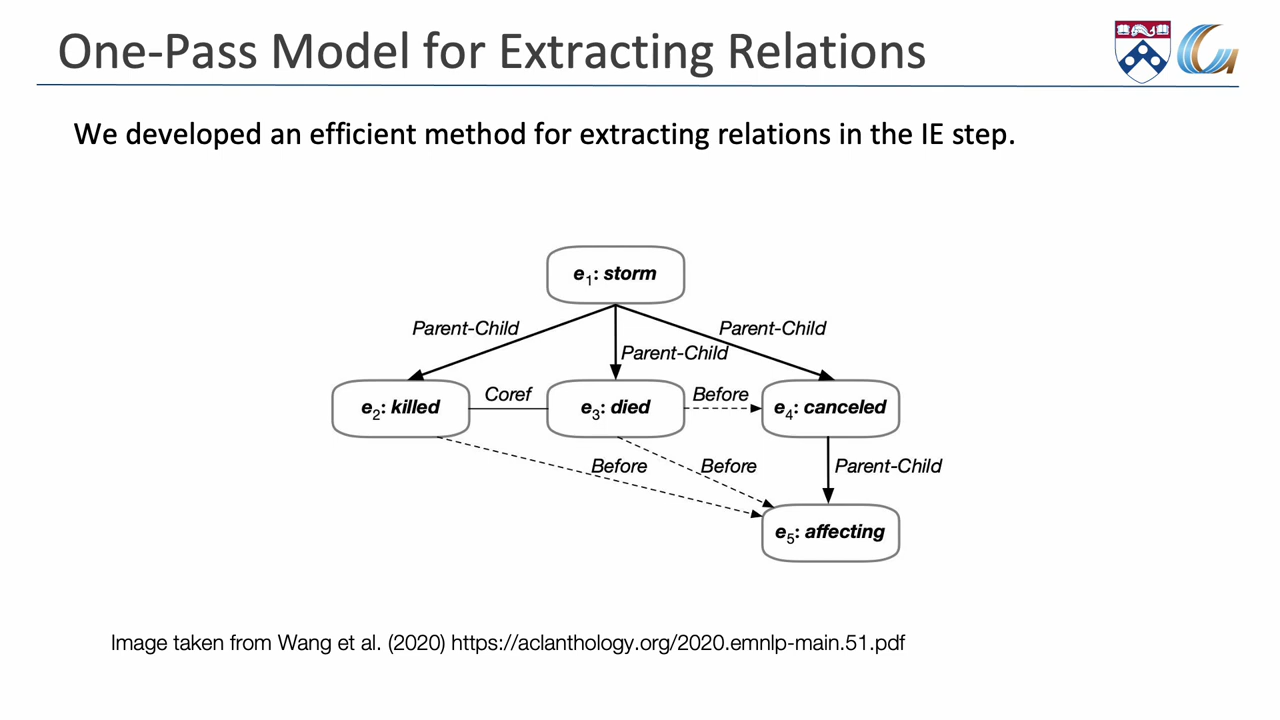 One-Pass Model for Extracting Relations
We developed an efficient method for extracting relations in the IE step.
e1: storm
Parent-Child
Parent-Child
Parent-Child
e2: killed
Coref
e3: died
Before
e4: canceled
Before
Before
Parent-Child
e5: affecting
Image taken from Wang et al. (2020) https://aclanthology.org/2020.emnlp-main.51.pdf